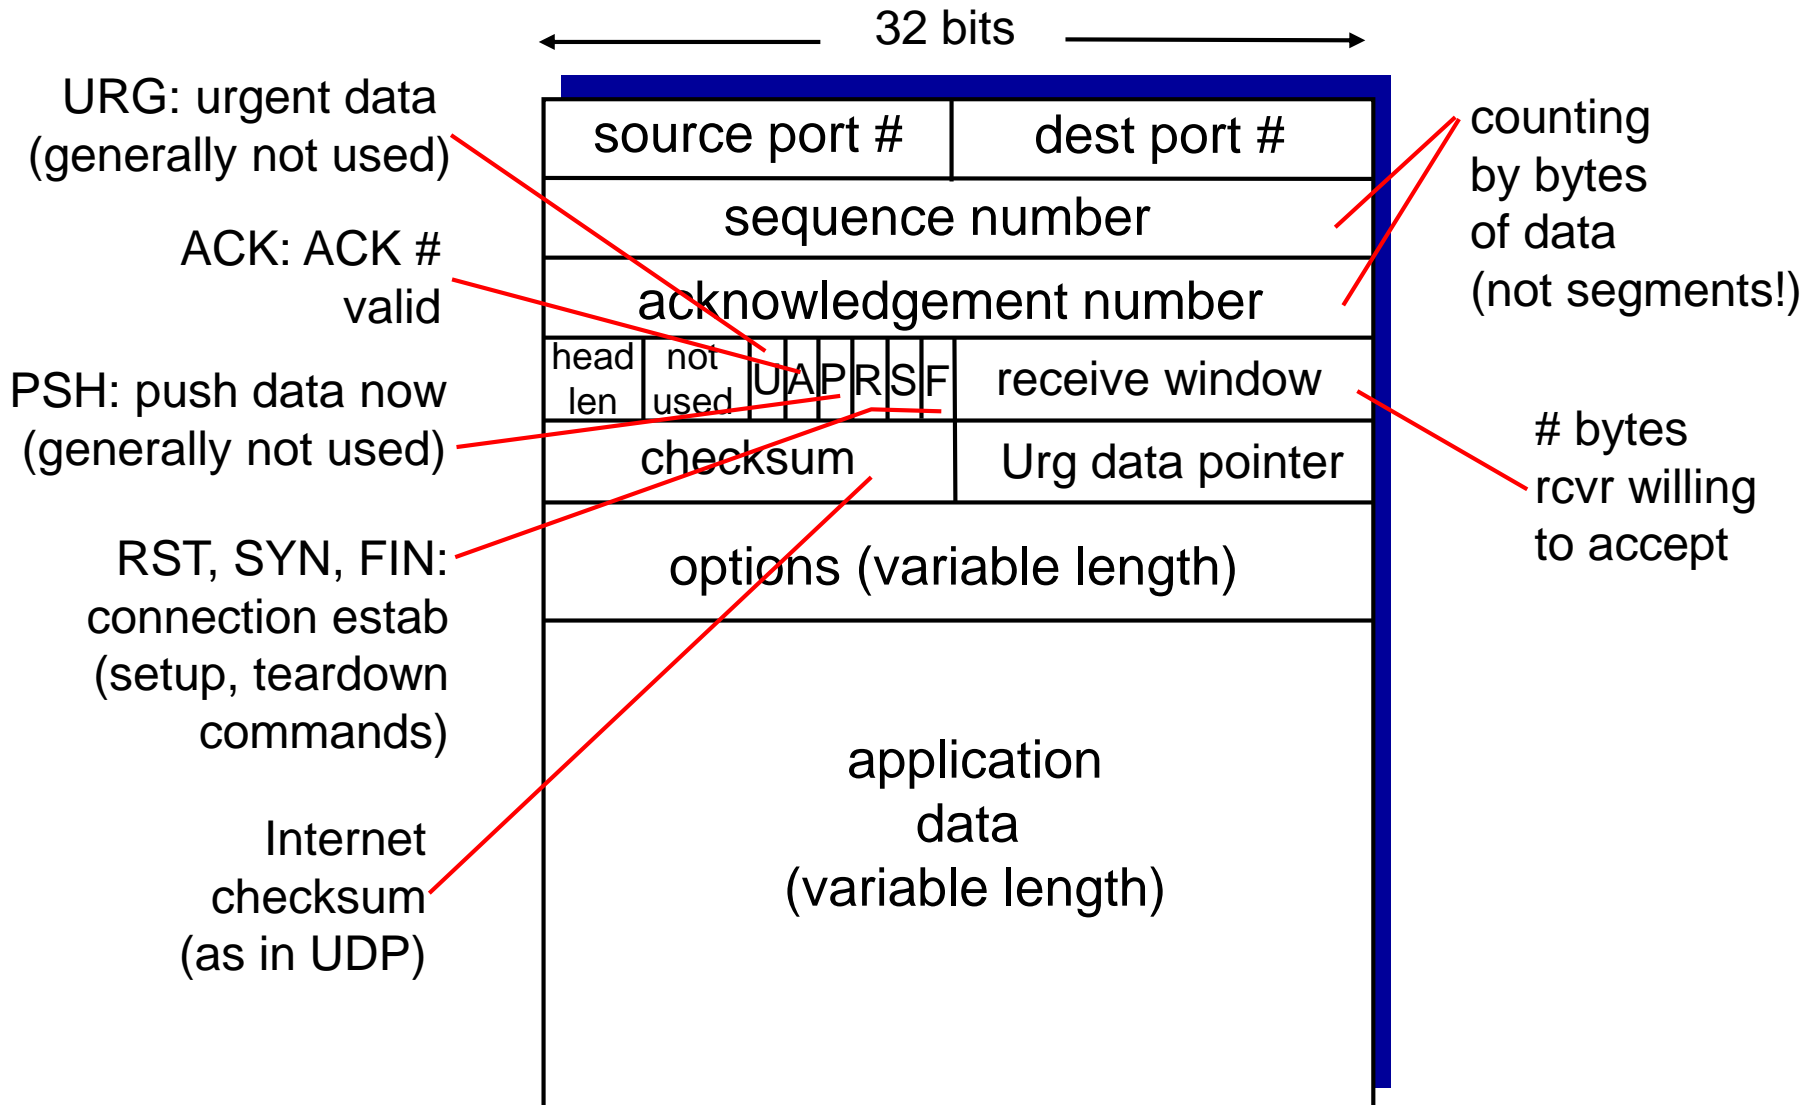 32 bits
URG: urgent data
(generally not used)
ACK: ACK #
valid
PSH: push data now
(generally not used)
RST, SYN, FIN:
connection estab
(setup, teardown
commands)
Internet
checksum
(as in UDP)
source port #
dest port #
sequence number
acknowledgement number
head
len
not
used
U
A
P
R
S
F
receive window
checksum
Urg data pointer
options (variable length)
application
data
(variable length)
counting
by bytes
of data
(not segments!)
# bytes
rcvr willing
to accept